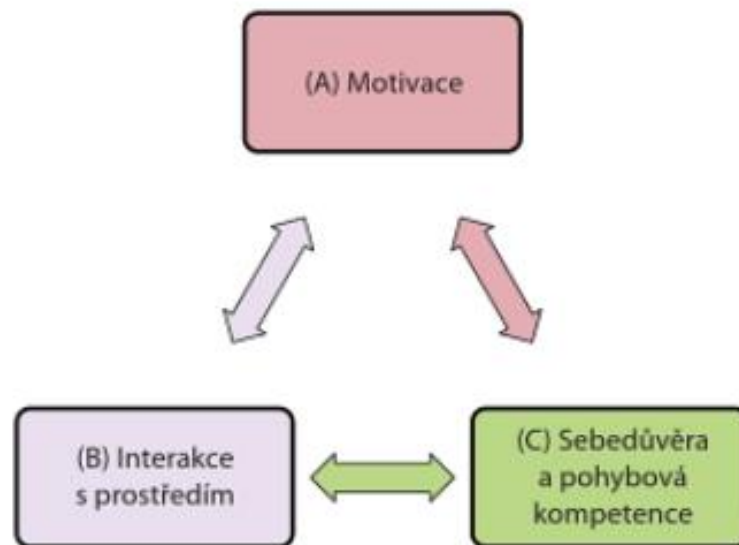 (A) Motivace
(B) Interakce
s prostředím
(C) Sebedůvěra
a pohybová
kompetence